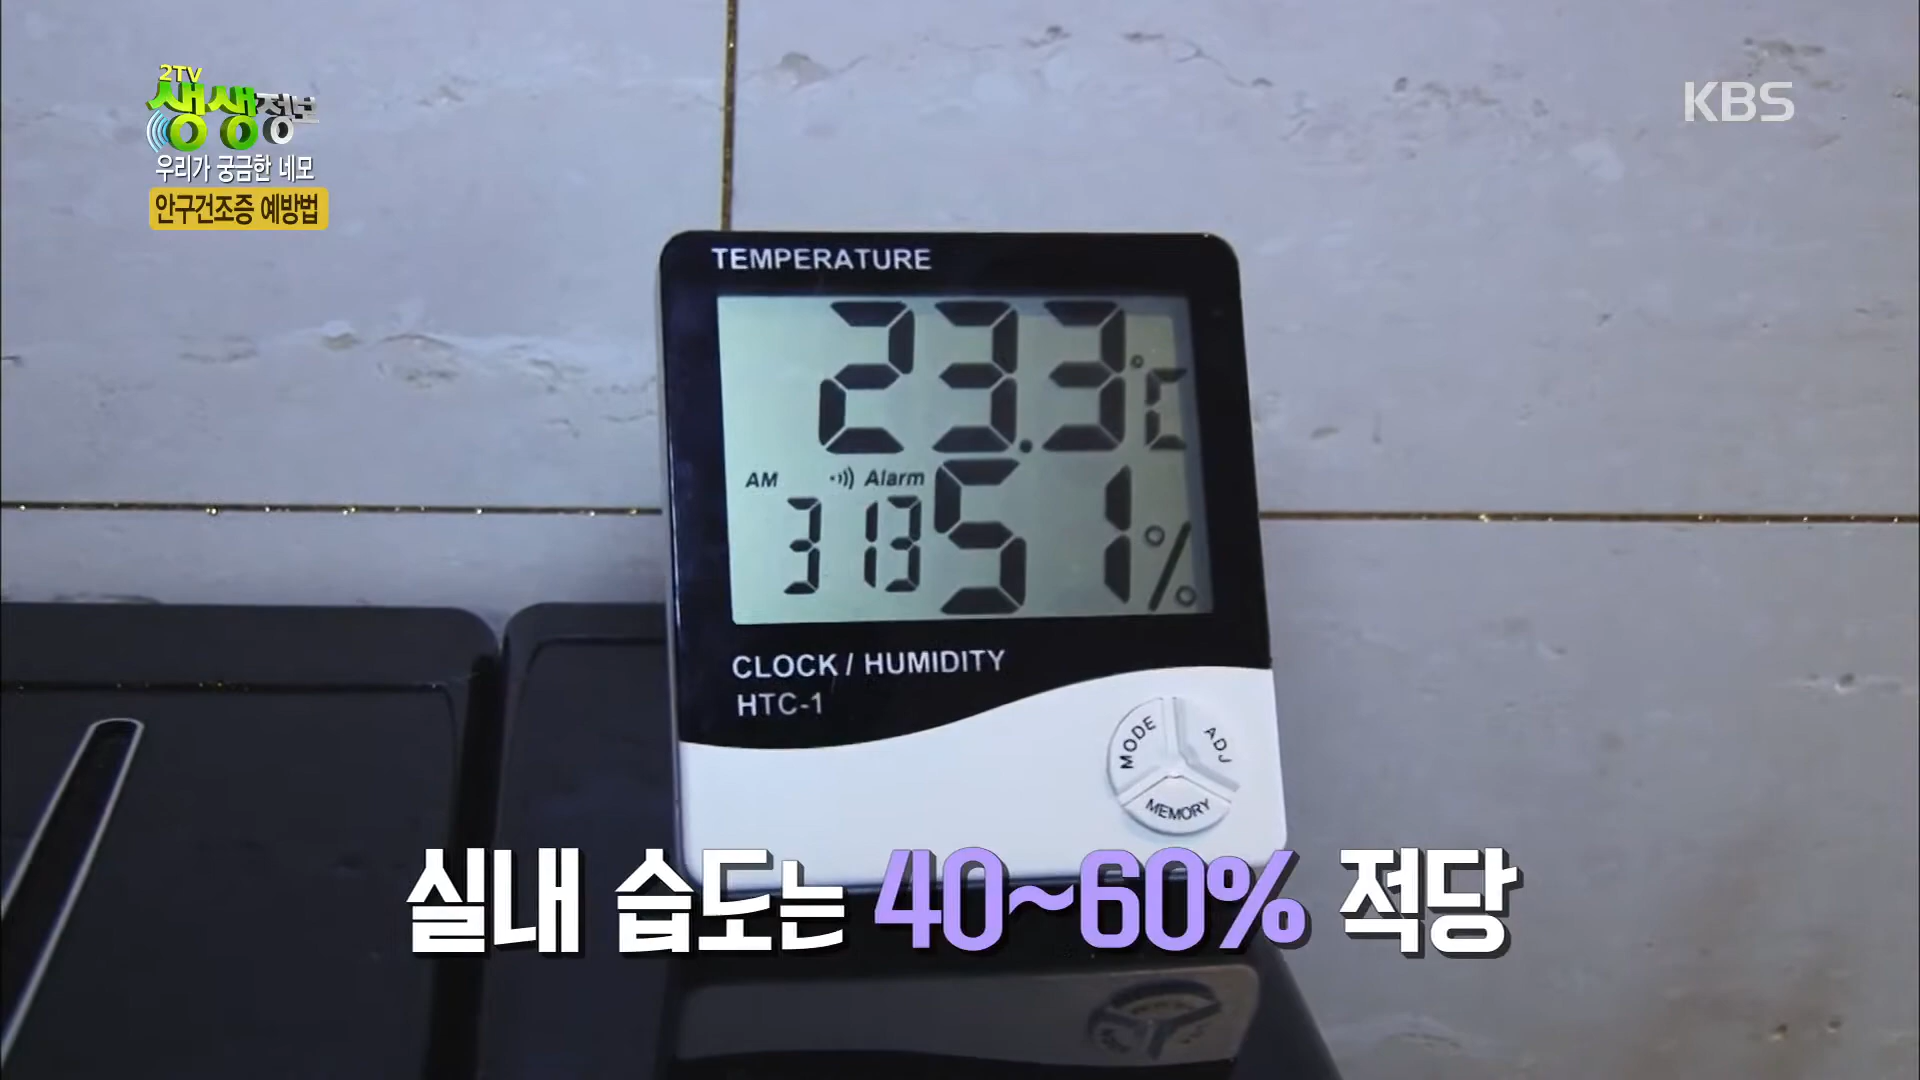 2TV
생생정보
우리가 궁금한 네모
안구건조증 예방법
KBS
TEMPERATURE
23.3°C
AM Alarm
3 13 51%
CLOCK / HUMIDITY
HTC-1
MODE
ADJ
MEMORY
실내 습도는 40~60% 적당